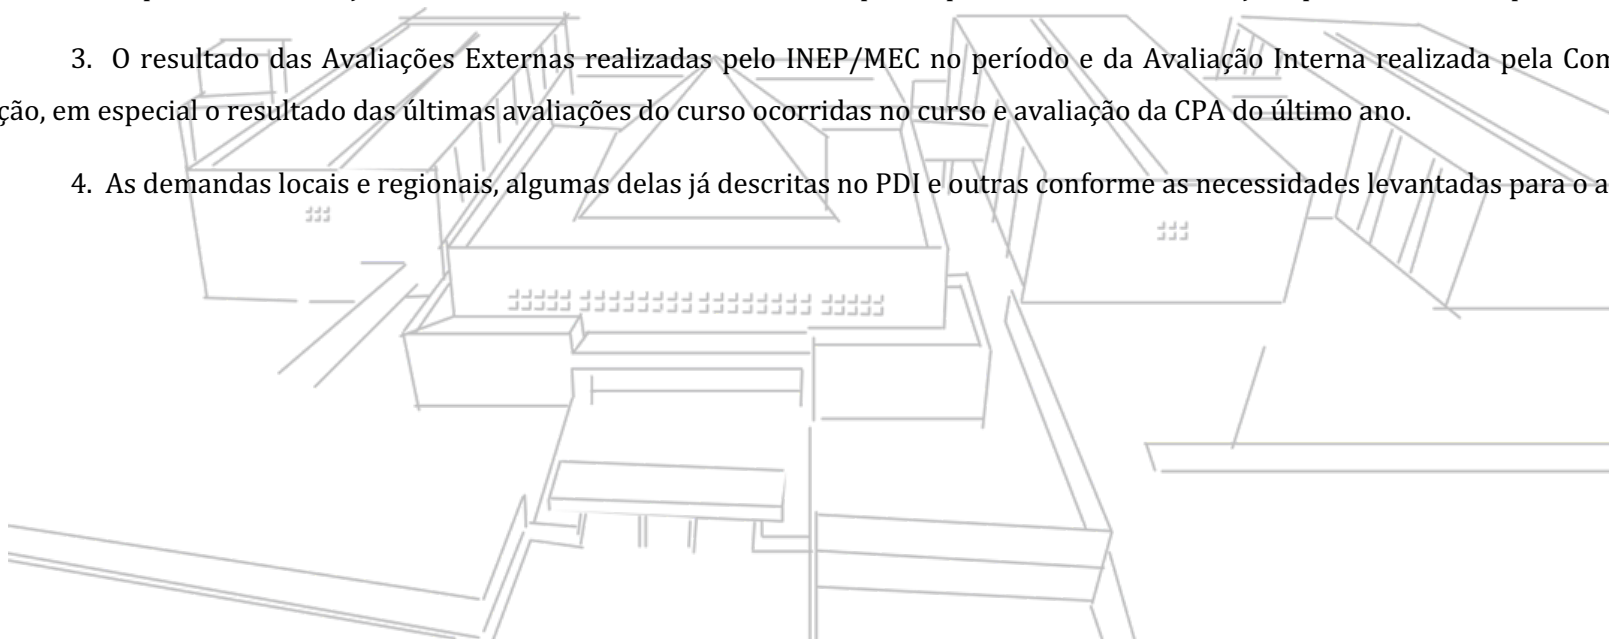 3. O resultado das Avaliações Externas realizadas pelo INEP/MEC no período e da Avaliação Interna realizada pela Com
ção, em especial o resultado das últimas avaliações do curso ocorridas no curso e avaliação da CPA do último ano.
4. As demandas locais e regionais, algumas delas já descritas no PDI e outras conforme as necessidades levantadas para o a